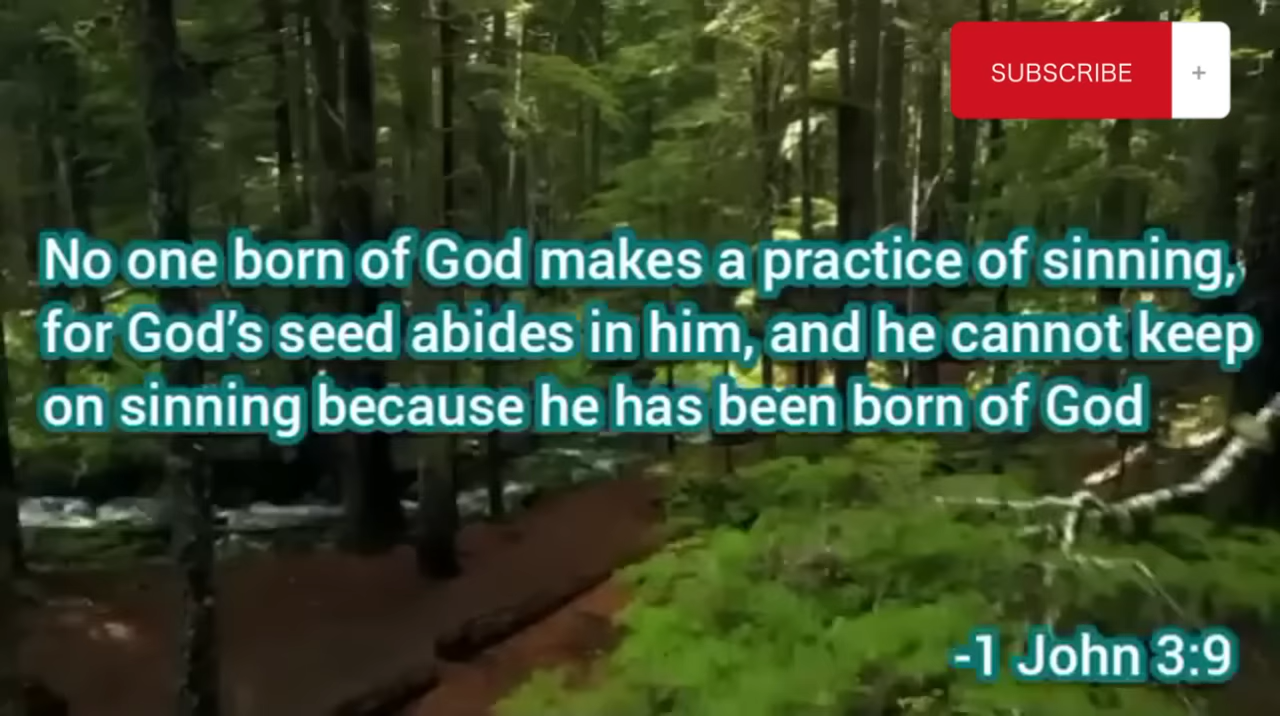 SUBSCRIBE +
No one born of God makes a practice of sinning,
for God's seed abides in him, and he cannot keep
on sinning because he has been born of God
-1 John 3:9